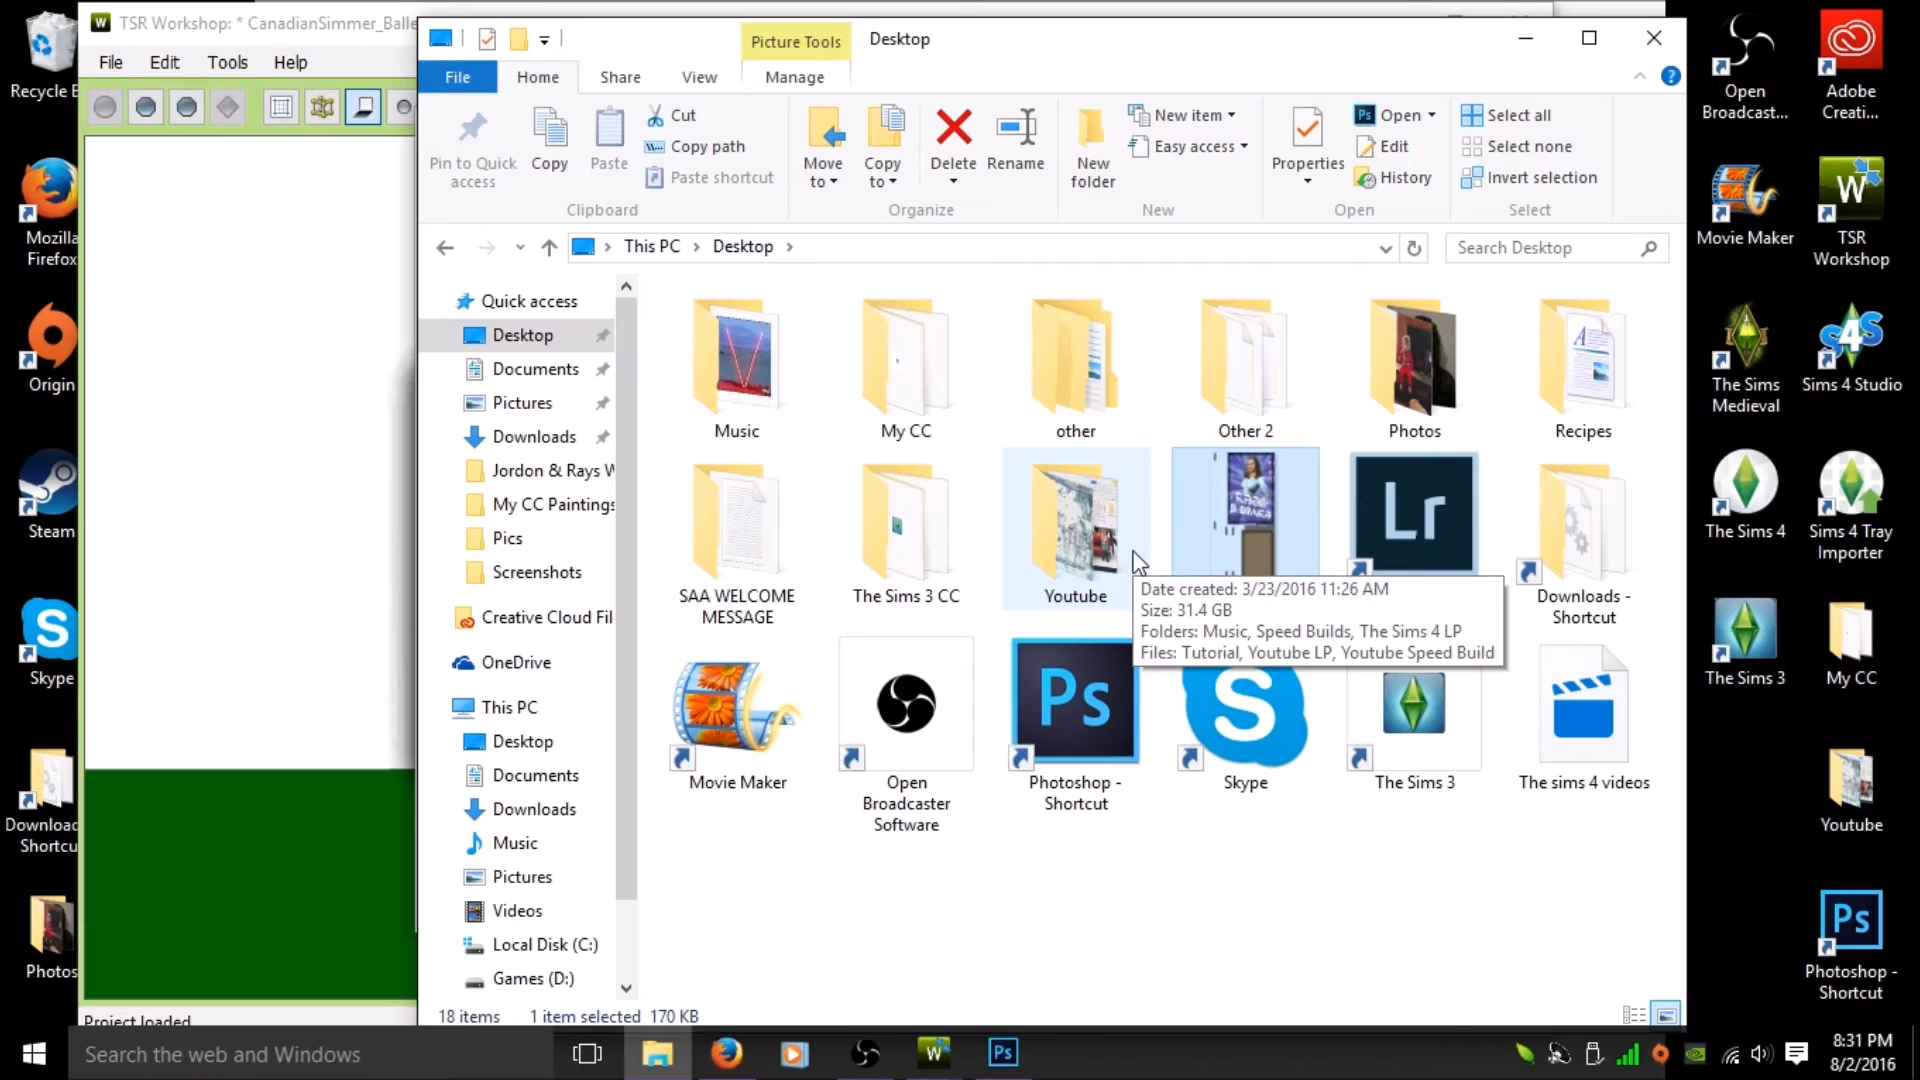 TSR Workshop: * CanadianSimmer_Balle
File Edit Tools Help
Project loaded
Picture Tools
Desktop
File Home Share View Manage
Pin to Quick access
Copy
Paste
Cut
Copy path
Paste shortcut
Clipboard
Move to
Copy to
Delete
Rename
Organize
New folder
New item
Easy access
New
Properties
Open
Edit
History
Open
Select all
Select none
Invert selection
Select
This PC > Desktop >
Search Desktop
Quick access
Desktop
Documents
Pictures
Downloads
Jordon & Rays W
My CC Paintings
Pics
Screenshots
Creative Cloud Fil
OneDrive
This PC
Desktop
Documents
Downloads
Music
Pictures
Videos
Local Disk (C:)
Games (D:)
Music
My CC
other
Other 2
Photos
Recipes
SAA WELCOME MESSAGE
The Sims 3 CC
Youtube
Lr
Downloads - Shortcut
Date created: 3/23/2016 11:26 AM
Size: 31.4 GB
Folders: Music, Speed Builds, The Sims 4 LP
Files: Tutorial, Youtube LP, Youtube Speed Build
Movie Maker
Open Broadcaster Software
Ps
Photoshop - Shortcut
Skype
The Sims 3
The sims 4 videos
18 items 1 item selected 170 KB
Recycle B
Mozilla Firefox
Origin
Steam
Skype
Download Shortcu
Photos
Open Broadcast...
Adobe Creati...
Movie Maker
TSR Workshop
The Sims Medieval
Sims 4 Studio
The Sims 4
Sims 4 Tray Importer
The Sims 3
My CC
Youtube
Photoshop - Shortcut
Search the web and Windows
8:31 PM
8/2/2016